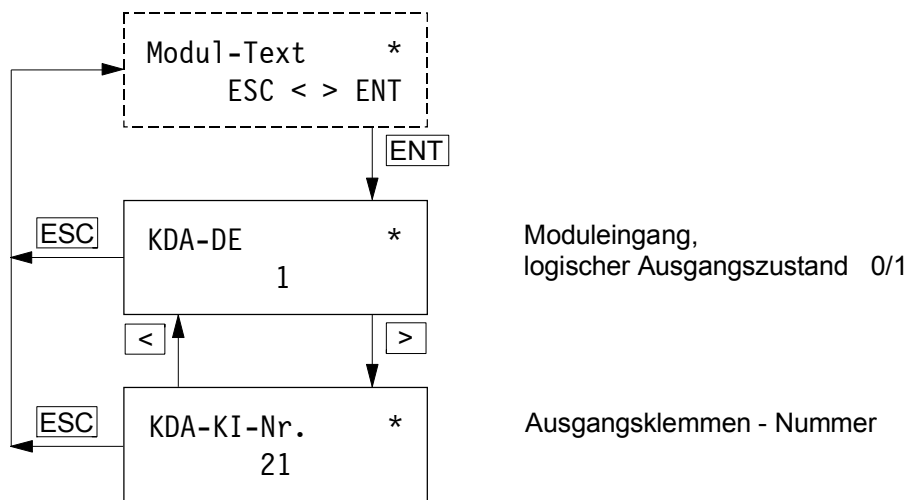 Modul-Text *
ESC < > ENT
ENT
ESC
KDA-DE *
1
Moduleingang,
logischer Ausgangszustand 0/1
<
>
ESC
KDA-KI-Nr. *
21
Ausgangsklemmen - Nummer